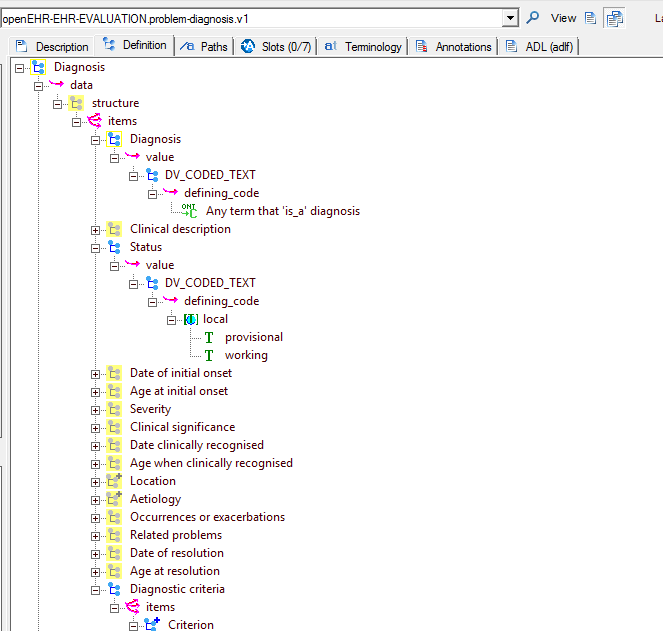 openEHR-EHR-EVALUATION.problem-diagnosis.v1 View La
Description Definition Paths Slots (0/7) Terminology Annotations ADL (adlf)
Diagnosis
data
structure
items
Diagnosis
value
DV_CODED_TEXT
defining_code
Any term that 'is_a' diagnosis
Clinical description
Status
value
DV_CODED_TEXT
defining_code
local
provisional
working
Date of initial onset
Age at initial onset
Severity
Clinical significance
Date clinically recognised
Age when clinically recognised
Location
Aetiology
Occurrences or exacerbations
Related problems
Date of resolution
Age at resolution
Diagnostic criteria
items
Criterion